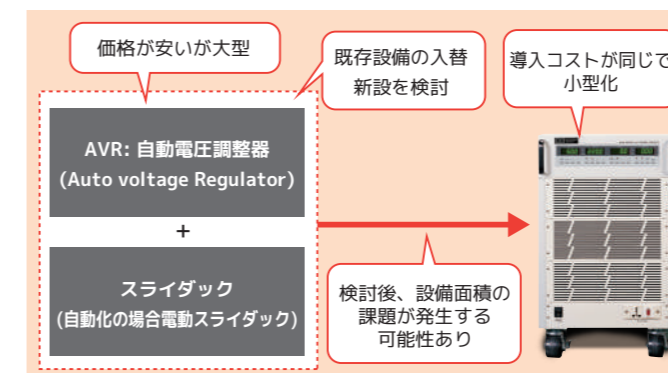 価格が安いが大型
既存設備の入替
新設を検討
導入コストが同じで
小型化
AVR: 自動電圧調整器
(Auto voltage Regulator)
+
スライダック
(自動化の場合電動スライダック)
検討後、設備面積の
課題が発生する
可能性あり